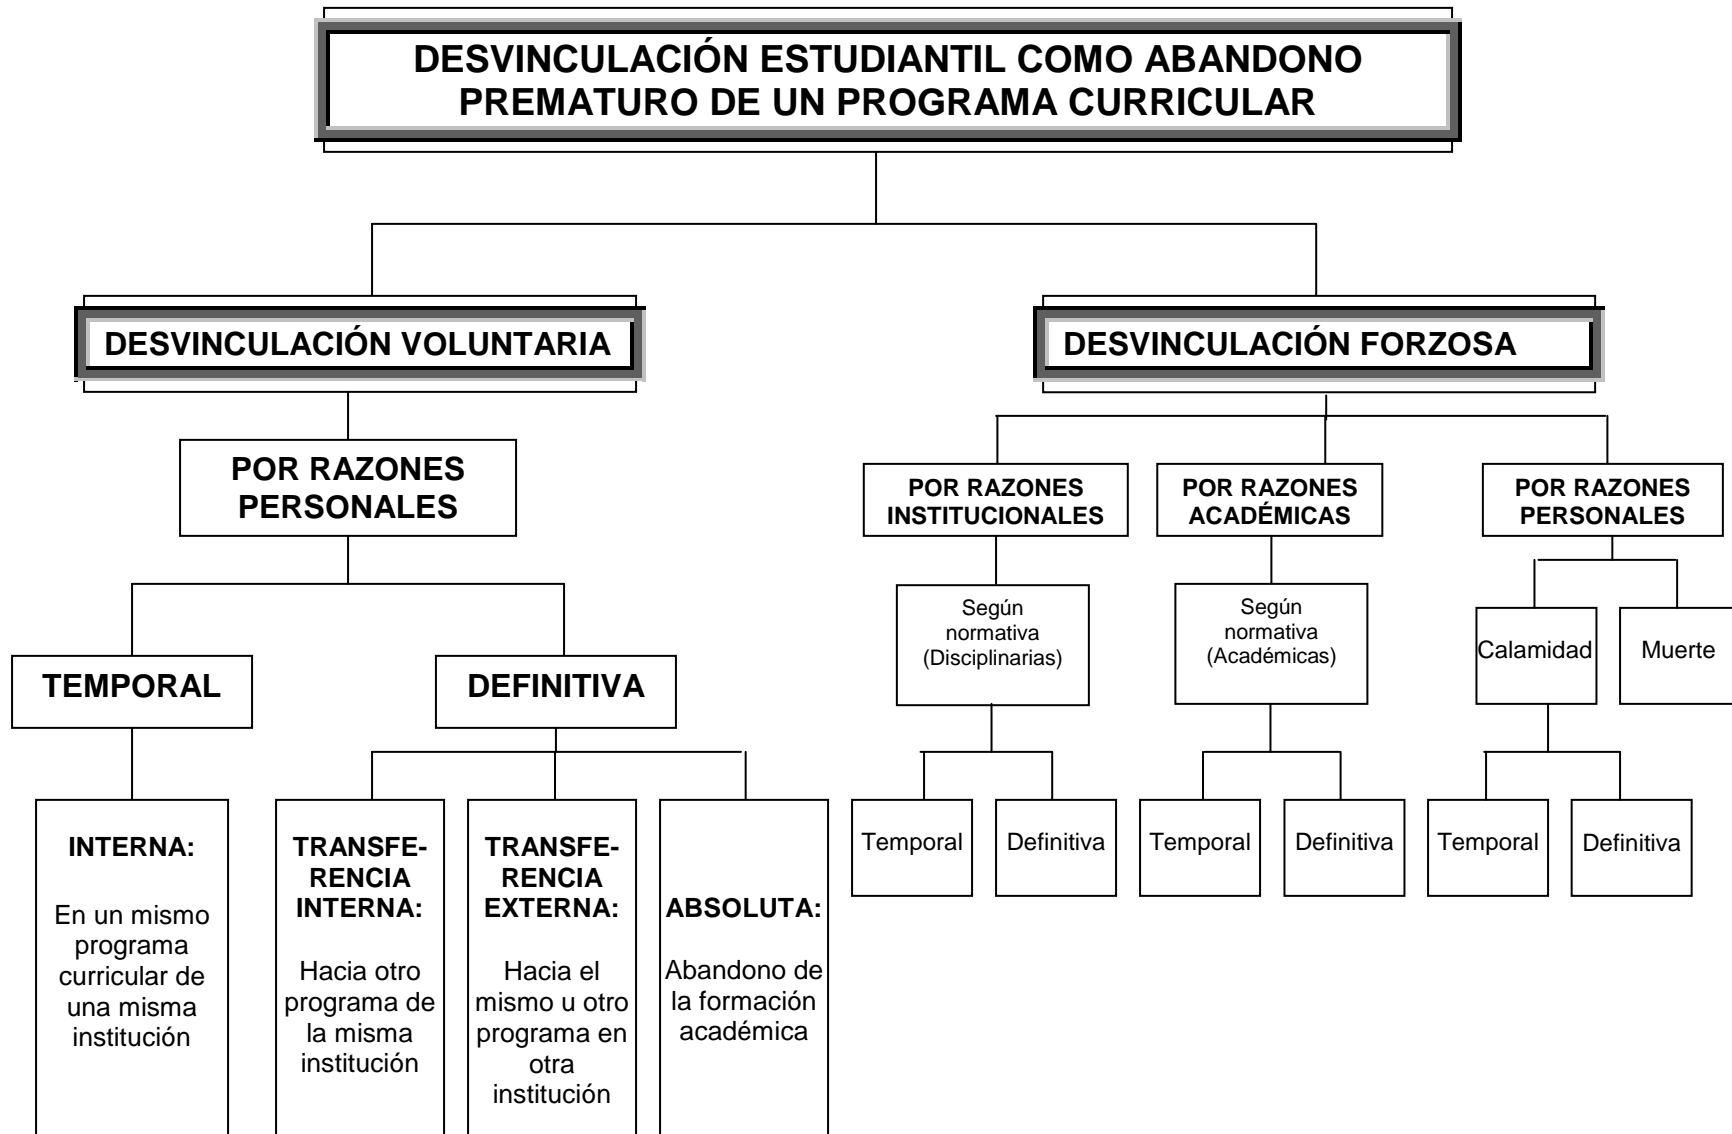 DESVINCULACIÓN ESTUDIANTIL COMO ABANDONO
PREMATURO DE UN PROGRAMA CURRICULAR
DESVINCULACIÓN VOLUNTARIA
DESVINCULACIÓN FORZOSA
POR RAZONES
PERSONALES
POR RAZONES
INSTITUCIONALES
POR RAZONES
ACADÉMICAS
POR RAZONES
PERSONALES
Según
normativa
(Disciplinarias)
Según
normativa
(Académicas)
Calamidad
Muerte
TEMPORAL
DEFINITIVA
Temporal
Definitiva
Temporal
Definitiva
Temporal
Definitiva
INTERNA:
En un mismo
programa
curricular de
una misma
institución
TRANSFE-
RENCIA
INTERNA:
Hacia otro
programa de
la misma
institución
TRANSFE-
RENCIA
EXTERNA:
Hacia el
mismo u otro
programa en
otra
institución
ABSOLUTA:
Abandono de
la formación
académica